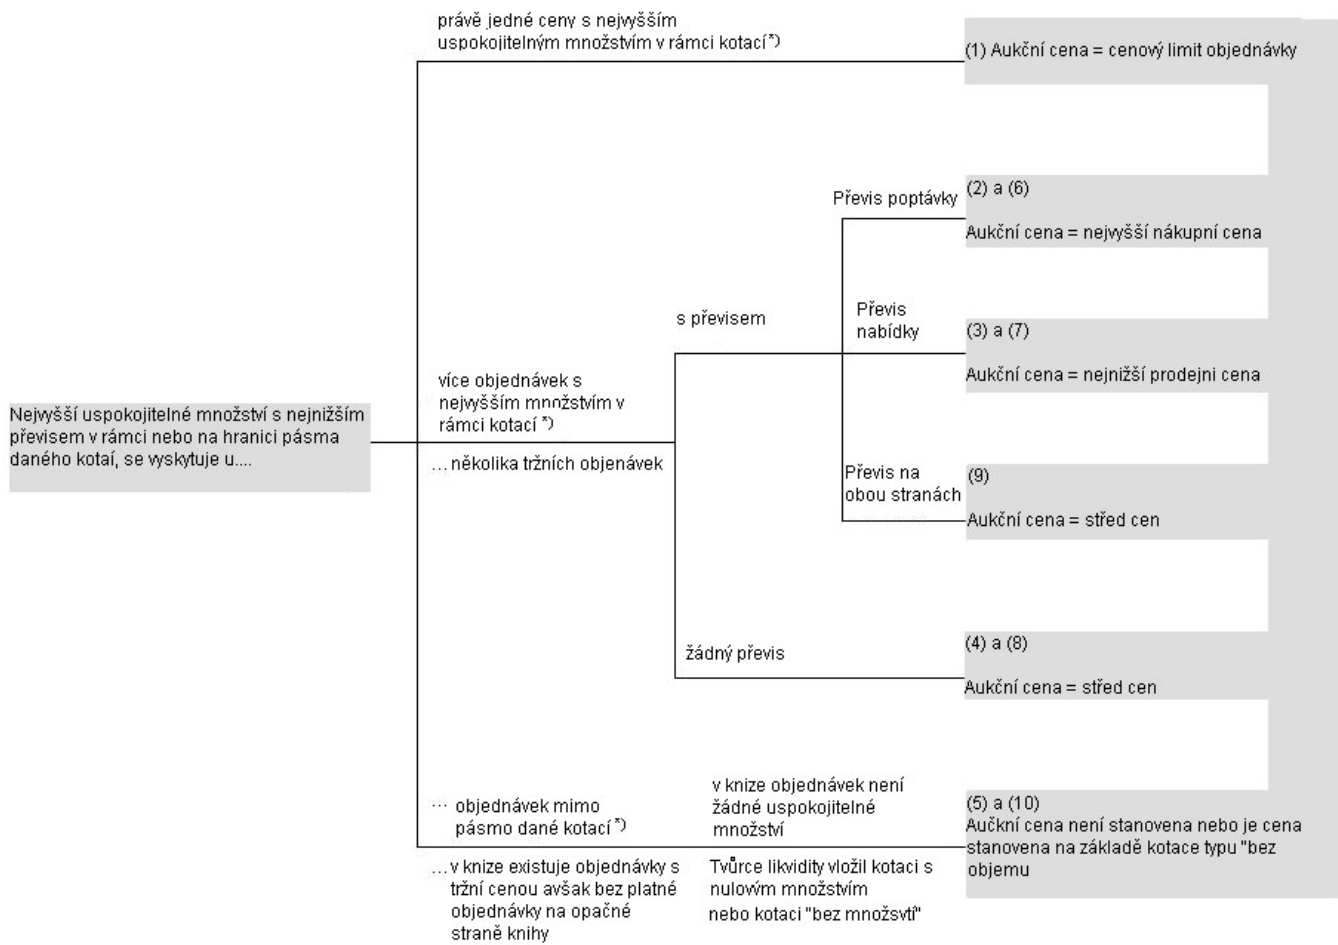 právě jedné ceny s nejvyšším
uspokojitelným množstvím v rámci kotací*)
(1) Aukční cena = cenový limit objednávky
Převis poptávky
(2) a (6)
Aukční cena = nejvyšší nákupní cena
s převisem
Převis
nabídky
(3) a (7)
Aukční cena = nejnižší prodejni cena
více objednávek s
nejvyšším množstvím v
rámci kotací *)
Nejvyšší uspokojitelné množství s nejnižším
převisem v rámci nebo na hranici pásma
daného kotaí, se vyskytuje u....
...několika tržních objenávek
Převis na
obou stranách
(9)
Aukční cena = střed cen
žádný převis
(4) a (8)
Aukční cena = střed cen
... objednávek mimo
pásmo dané kotací *)
v knize objednávek není
žádné uspokojitelné
množství
(5) a (10)
Aučkní cena není stanovena nebo je cena
stanovena na základě kotace typu "bez
objemu
...v knize existuje objednávky s
tržní cenou avšak bez platné
objednávky na opačné
straně knihy
Tvůrce likvidity vložil kotaci s
nulovým množstvím
nebo kotaci "bez množsvtí"